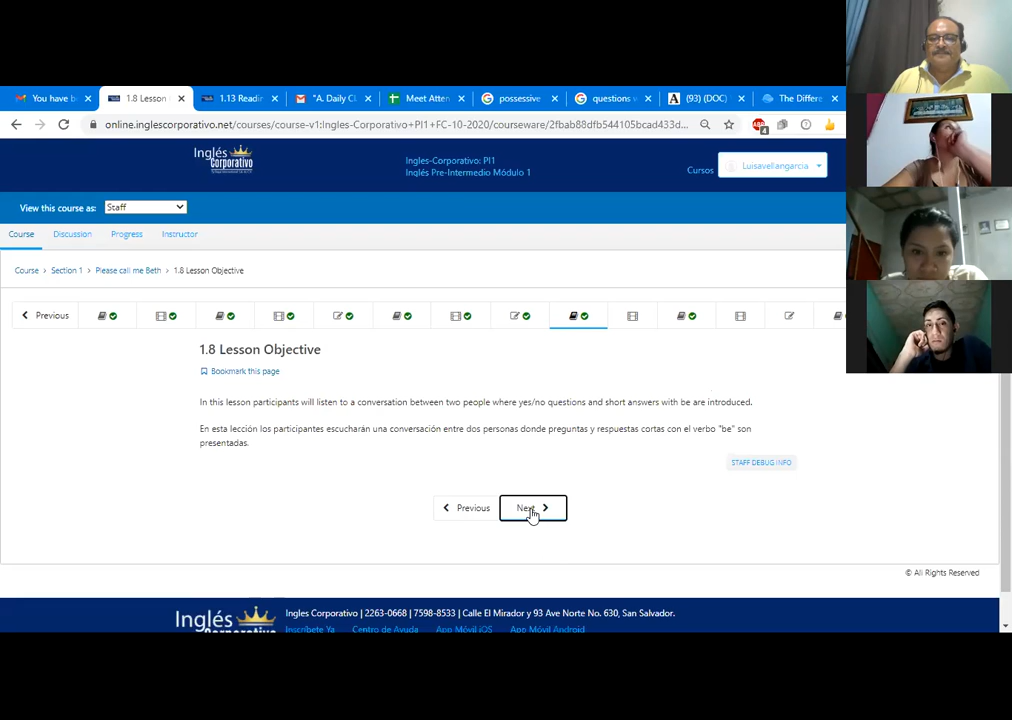 You have b
1.8 Lesson
1.13 Readin
"A. Daily C
Meet Atten
possessive
questions v
(93) (DOC)
The Differe
online.inglescorporativo.net/courses/course-v1:Ingles-Corporativo+PI1+FC-10-2020/courseware/2fbab88dfb544105bcad433d...
Inglés
Corporativo
Ingles-Corporativo: PI1
Inglés Pre-Intermedio Módulo 1
Cursos
Luisavellangarcia
View this course as:
Staff
Course
Discussion
Progress
Instructor
Course > Section 1 > Please call me Beth > 1.8 Lesson Objective
Previous
1.8 Lesson Objective
Bookmark this page
In this lesson participants will listen to a conversation between two people where yes/no questions and short answers with be are introduced.
En esta lección los participantes escucharán una conversación entre dos personas donde preguntas y respuestas cortas con el verbo "be" son
presentadas.
STAFF DEBUG INFO
Previous
Next
© All Rights Reserved
Inglés
Corporativo
Ingles Corporativo | 2263-0668 | 7598-8533 | Calle El Mirador y 93 Ave Norte No. 630, San Salvador.
Inscríbete Ya
Centro de Ayuda
App Móvil iOS
App Móvil Android